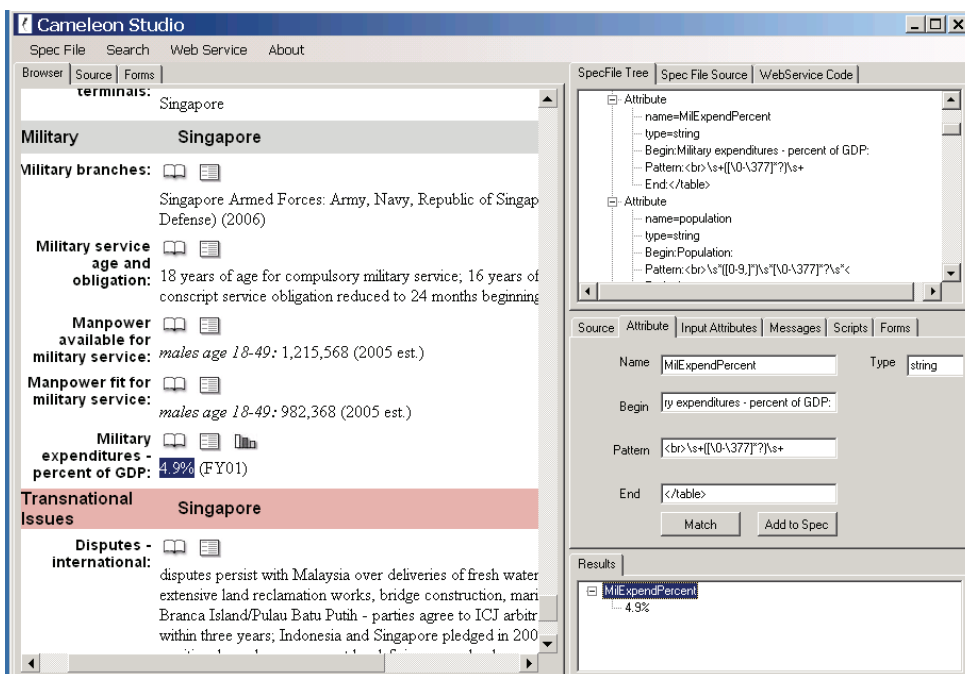 Cameleon Studio
Spec File Search Web Service About
Browser Source Forms
terminals:
Singapore
Military Singapore
Military branches:
Singapore Armed Forces: Army, Navy, Republic of Singap
Defense) (2006)
Military service
age and
obligation:
18 years of age for compulsory military service; 16 years of
conscript service obligation reduced to 24 months beginning
Manpower
available for
military service:
males age 18-49: 1,215,568 (2005 est.)
Manpower fit for
military service:
males age 18-49: 982,368 (2005 est.)
Military
expenditures -
percent of GDP:
4.9% (FY01)
Transnational
Issues
Singapore
Disputes -
international:
disputes persist with Malaysia over deliveries of fresh water
extensive land reclamation works, bridge construction, mari
Branca Island/Pulau Batu Putih - parties agree to ICJ arbitr
within three years; Indonesia and Singapore pledged in 200
SpecFile Tree Spec File Source WebService Code
Attribute
name=MilExpendPercent
type=string
Begin:Military expenditures - percent of GDP:
Pattern:<br>\s+([\0-\377]*?)\s+
End:</table>
Attribute
name=population
type=string
Begin:Population:
Pattern:<br>\s*([0-9,]*)\s*[\0-\377]*?\s*<
Source Attribute Input Attributes Messages Scripts Forms
Name MilExpendPercent Type string
Begin ry expenditures - percent of GDP:
Pattern <br>\s+([\0-\377]*?)\s+
End </table>
Match Add to Spec
Results
MilExpendPercent
4.9%